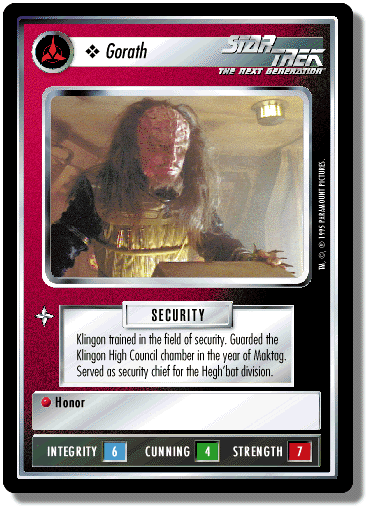 ❖ Gorath
STAR TREK
THE NEXT GENERATION
TM, ©, ® 1995 PARAMOUNT PICTURES.
SECURITY
Klingon trained in the field of security. Guarded the
Klingon High Council chamber in the year of Maktag.
Served as security chief for the Hegh'bat division.
Honor
INTEGRITY 6 CUNNING 4 STRENGTH 7